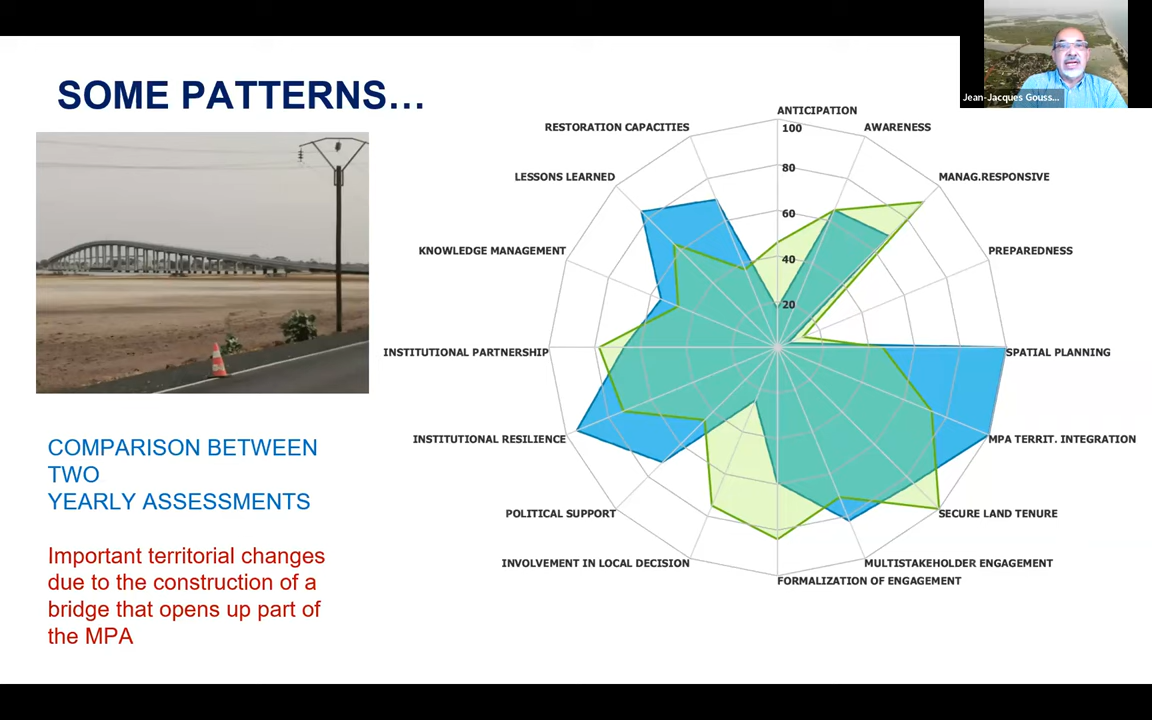 Jean-Jacques Gouss...
SOME PATTERNS…
ANTICIPATION
100
AWARENESS
RESTORATION CAPACITIES
80
LESSONS LEARNED
MANAG.RESPONSIVE
60
KNOWLEDGE MANAGEMENT
PREPAREDNESS
40
20
INSTITUTIONAL PARTNERSHIP
SPATIAL PLANNING
INSTITUTIONAL RESILIENCE
MPA TERRIT. INTEGRATION
POLITICAL SUPPORT
SECURE LAND TENURE
INVOLVEMENT IN LOCAL DECISION
MULTISTAKEHOLDER ENGAGEMENT
FORMALIZATION OF ENGAGEMENT
COMPARISON BETWEEN
TWO
YEARLY ASSESSMENTS
Important territorial changes
due to the construction of a
bridge that opens up part of
the MPA